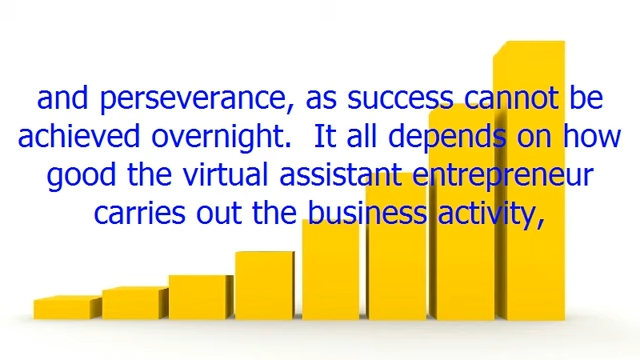 and perseverance, as success cannot be
achieved overnight.  It all depends on how
good the virtual assistant entrepreneur
carries out the business activity,